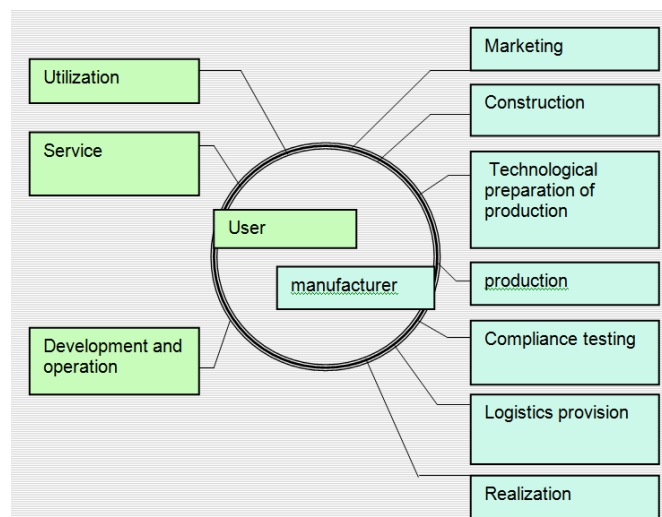 Utilization
Service
User
manufacturer
Development and
operation
Marketing
Construction
Technological
preparation of
production
production
Compliance testing
Logistics provision
Realization